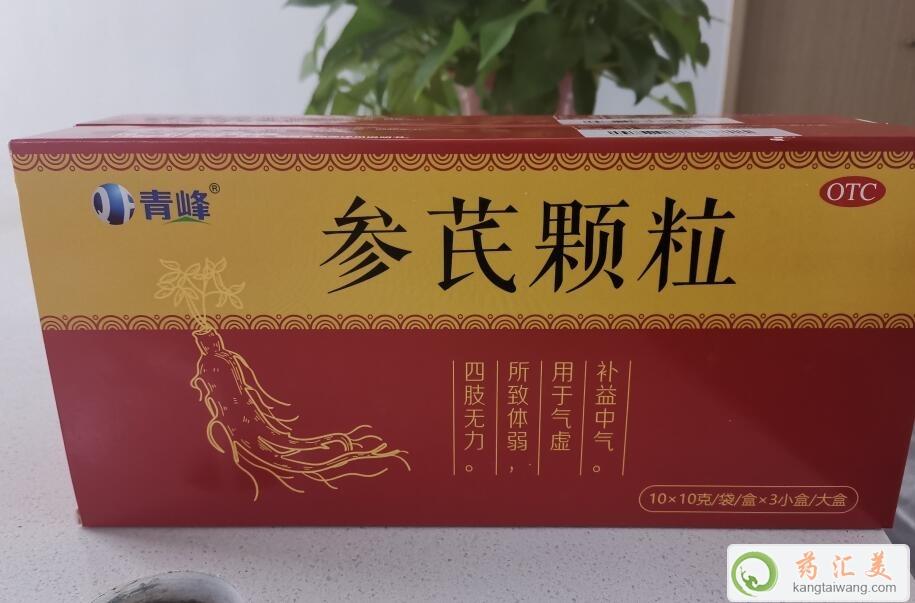 青峰®
参芪颗粒
OTC
补益中气。
用于气虚
所致体弱，
四肢无力。
10×10克/袋/盒×3小盒/大盒
药汇美
kangtaiwang.com